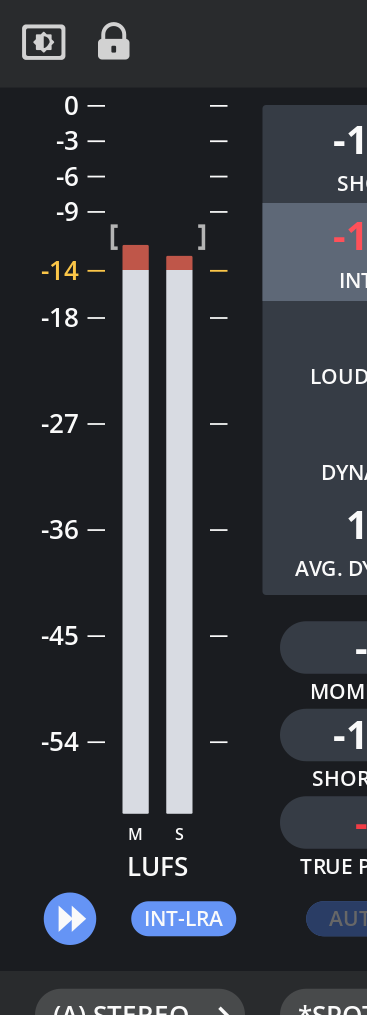 0
-3
-6
-9
[ ]
-14
-18
-27
-36
-45
-54
M S
LUFS
INT-LRA
-1
SHO
-1
INT
LOUD
DYNA
1
AVG. DY
-
MOM
-1
SHOR
-
TRUE P
AUT
(A) STEREO
*SPOT